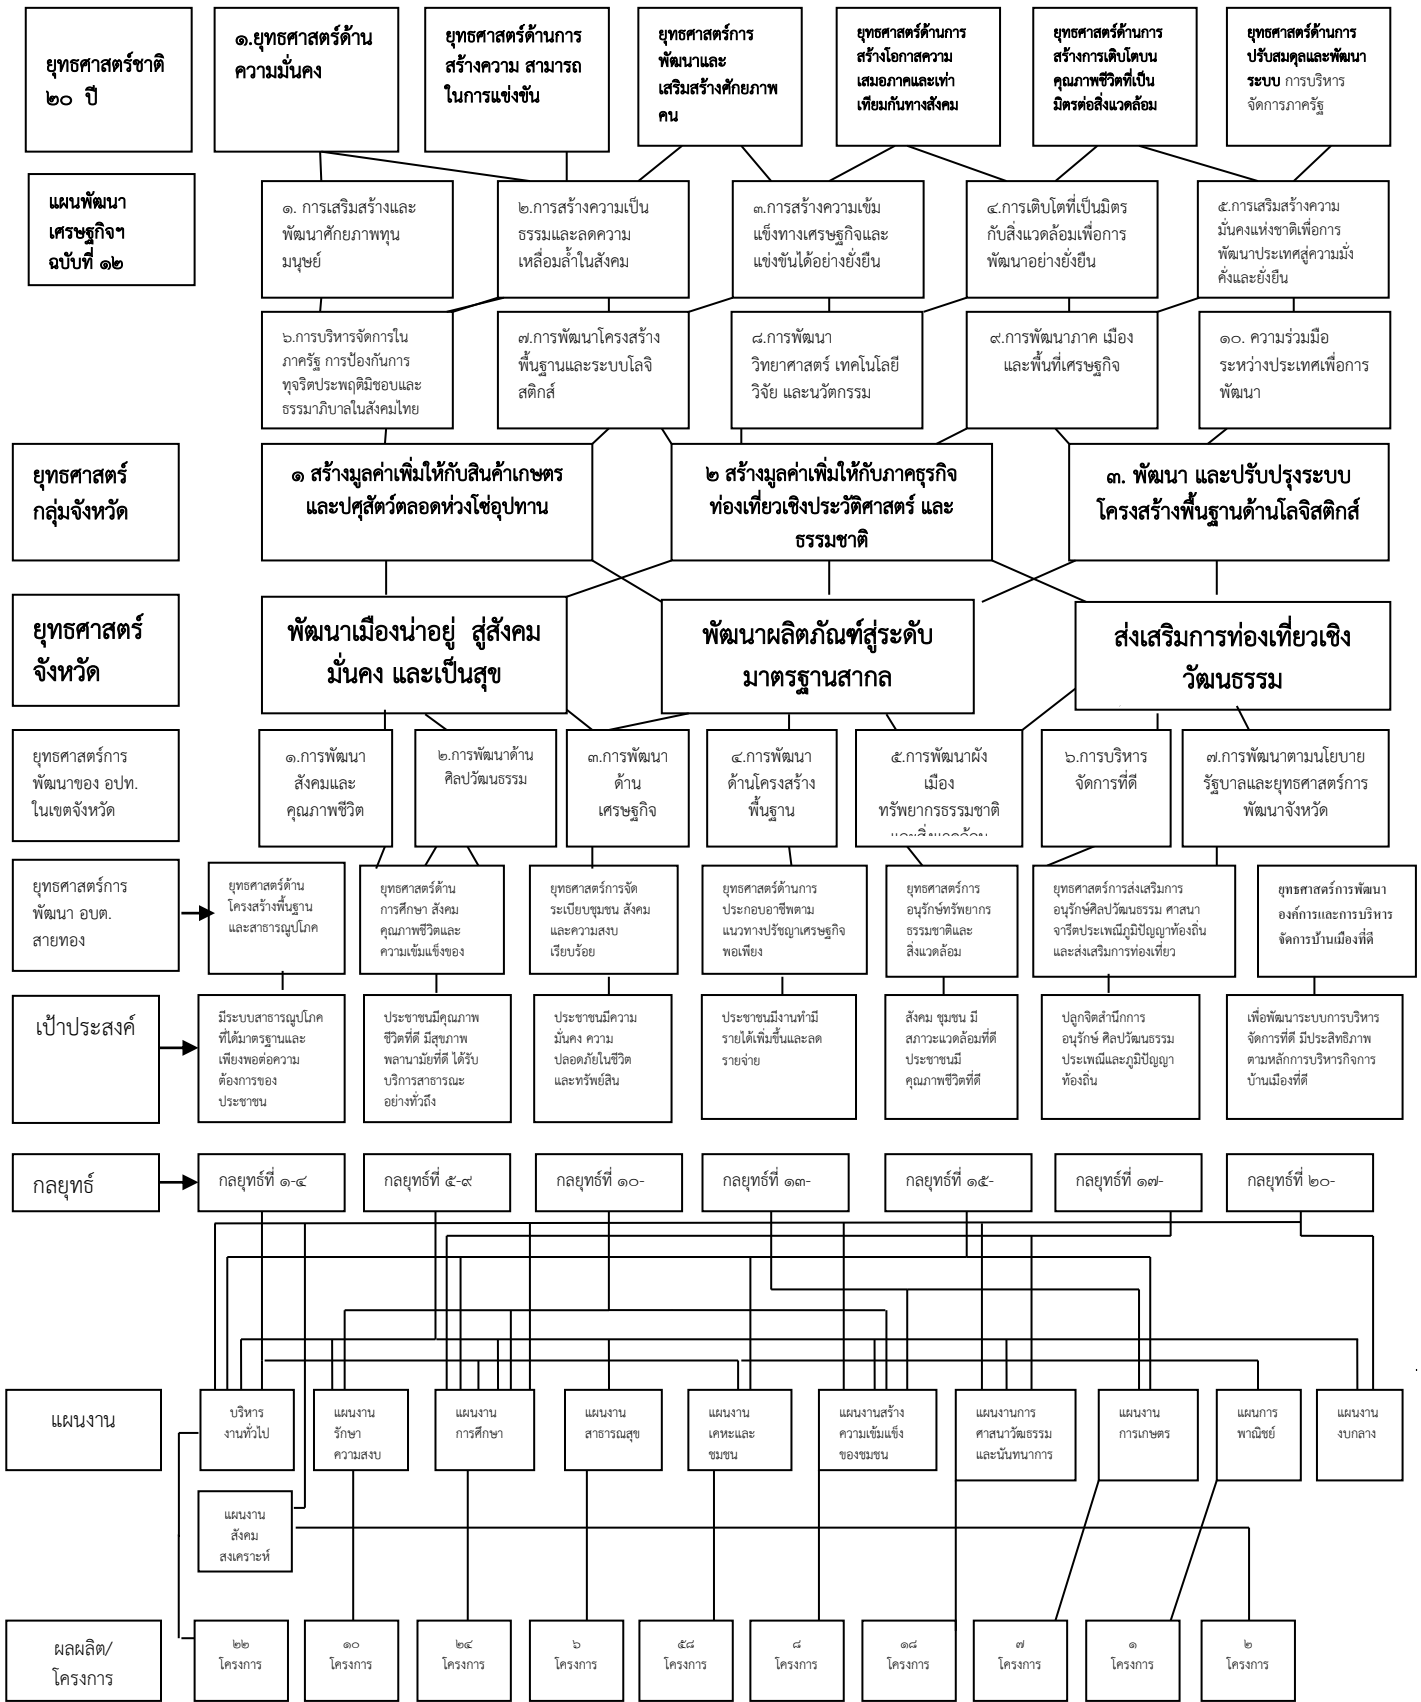 ยุทธศาสตร์ชาติ
๒๐ ปี
๑.ยุทธศาสตร์ด้าน
ความมั่นคง
ยุทธศาสตร์ด้านการ
สร้างความ สามารถ
ในการแข่งขัน
ยุทธศาสตร์การ
พัฒนาและ
เสริมสร้างศักยภาพ
คน
ยุทธศาสตร์ด้านการ
สร้างโอกาสความ
เสมอภาคและเท่า
เทียมกันทางสังคม
ยุทธศาสตร์ด้านการ
สร้างการเติบโตบน
คุณภาพชีวิตที่เป็น
มิตรต่อสิ่งแวดล้อม
ยุทธศาสตร์ด้านการ
ปรับสมดุลและพัฒนา
ระบบ การบริหาร
จัดการภาครัฐ
แผนพัฒนา
เศรษฐกิจฯ
ฉบับที่ ๑๒
๑. การเสริมสร้างและ
พัฒนาศักยภาพทุน
มนุษย์
๒.การสร้างความเป็น
ธรรมและลดความ
เหลื่อมล้ำในสังคม
๓.การสร้างความเข้ม
แข็งทางเศรษฐกิจและ
แข่งขันได้อย่างยั่งยืน
๔.การเติบโตที่เป็นมิตร
กับสิ่งแวดล้อมเพื่อการ
พัฒนาอย่างยั่งยืน
๕.การเสริมสร้างความ
มั่นคงแห่งชาติเพื่อการ
พัฒนาประเทศสู่ความมั่ง
คั่งและยั่งยืน
๖.การบริหารจัดการใน
ภาครัฐ การป้องกันการ
ทุจริตประพฤติมิชอบและ
ธรรมาภิบาลในสังคมไทย
๗.การพัฒนาโครงสร้าง
พื้นฐานและระบบโลจิ
สติกส์
๘.การพัฒนา
วิทยาศาสตร์ เทคโนโลยี
วิจัย และนวัตกรรม
๙.การพัฒนาภาค เมือง
และพื้นที่เศรษฐกิจ
๑๐. ความร่วมมือ
ระหว่างประเทศเพื่อการ
พัฒนา
ยุทธศาสตร์
กลุ่มจังหวัด
๑ สร้างมูลค่าเพิ่มให้กับสินค้าเกษตร
และปศุสัตว์ตลอดห่วงโซ่อุปทาน
๒ สร้างมูลค่าเพิ่มให้กับภาคธุรกิจ
ท่องเที่ยวเชิงประวัติศาสตร์ และ
ธรรมชาติ
๓. พัฒนา และปรับปรุงระบบ
โครงสร้างพื้นฐานด้านโลจิสติกส์
ยุทธศาสตร์
จังหวัด
พัฒนาเมืองน่าอยู่ สู่สังคม
มั่นคง และเป็นสุข
พัฒนาผลิตภัณฑ์สู่ระดับ
มาตรฐานสากล
ส่งเสริมการท่องเที่ยวเชิง
วัฒนธรรม
ยุทธศาสตร์การ
พัฒนาของ อปท.
ในเขตจังหวัด
๑.การพัฒนา
สังคมและ
คุณภาพชีวิต
๒.การพัฒนาด้าน
ศิลปวัฒนธรรม
๓.การพัฒนา
ด้าน
เศรษฐกิจ
๔.การพัฒนา
ด้านโครงสร้าง
พื้นฐาน
๕.การพัฒนาผัง
เมือง
ทรัพยากรธรรมชาติ
และสิ่งแวดล้อม
๖.การบริหาร
จัดการที่ดี
๗.การพัฒนาตามนโยบาย
รัฐบาลและยุทธศาสตร์การ
พัฒนาจังหวัด
ยุทธศาสตร์การ
พัฒนา อบต.
สายทอง
ยุทธศาสตร์ด้าน
โครงสร้างพื้นฐาน
และสาธารณูปโภค
ยุทธศาสตร์ด้าน
การศึกษา สังคม
คุณภาพชีวิตและ
ความเข้มแข็งของ
ยุทธศาสตร์การจัด
ระเบียบชุมชน สังคม
และความสงบ
เรียบร้อย
ยุทธศาสตร์ด้านการ
ประกอบอาชีพตาม
แนวทางปรัชญาเศรษฐกิจ
พอเพียง
ยุทธศาสตร์การ
อนุรักษ์ทรัพยากร
ธรรมชาติและ
สิ่งแวดล้อม
ยุทธศาสตร์การส่งเสริมการ
อนุรักษ์ศิลปวัฒนธรรม ศาสนา
จารีตประเพณีภูมิปัญญาท้องถิ่น
และส่งเสริมการท่องเที่ยว
ยุทธศาสตร์การพัฒนา
องค์การและการบริหาร
จัดการบ้านเมืองที่ดี
เป้าประสงค์
มีระบบสาธารณูปโภค
ที่ได้มาตรฐานและ
เพียงพอต่อความ
ต้องการของ
ประชาชน
ประชาชนมีคุณภาพ
ชีวิตที่ดี มีสุขภาพ
พลานามัยที่ดี ได้รับ
บริการสาธารณะ
อย่างทั่วถึง
ประชาชนมีความ
มั่นคง ความ
ปลอดภัยในชีวิต
และทรัพย์สิน
ประชาชนมีงานทำมี
รายได้เพิ่มขึ้นและลด
รายจ่าย
สังคม ชุมชน มี
สภาวะแวดล้อมที่ดี
ประชาชนมี
คุณภาพชีวิตที่ดี
ปลูกจิตสำนึกการ
อนุรักษ์ ศิลปวัฒนธรรม
ประเพณีและภูมิปัญญา
ท้องถิ่น
เพื่อพัฒนาระบบการบริหาร
จัดการที่ดี มีประสิทธิภาพ
ตามหลักการบริหารกิจการ
บ้านเมืองที่ดี
กลยุทธ์
กลยุทธ์ที่ ๑-๔
กลยุทธ์ที่ ๕-๙
กลยุทธ์ที่ ๑๐-
กลยุทธ์ที่ ๑๓-
กลยุทธ์ที่ ๑๕-
กลยุทธ์ที่ ๑๗-
กลยุทธ์ที่ ๒๐-
แผนงาน
บริหาร
งานทั่วไป
แผนงาน
รักษา
ความสงบ
แผนงาน
การศึกษา
แผนงาน
สาธารณสุข
แผนงาน
เคหะและ
ชุมชน
แผนงานสร้าง
ความเข้มแข็ง
ของชุมชน
แผนงานการ
ศาสนาวัฒธรรม
และนันทนาการ
แผนงาน
การเกษตร
แผนการ
พาณิชย์
แผนงาน
งบกลาง
แผนงาน
สังคม
สงเคราะห์
ผลผลิต/
โครงการ
๒๒
โครงการ
๑๐
โครงการ
๒๔
โครงการ
๖
โครงการ
๕๘
โครงการ
๘
โครงการ
๑๘
โครงการ
๗
โครงการ
๑
โครงการ
๒
โครงการ